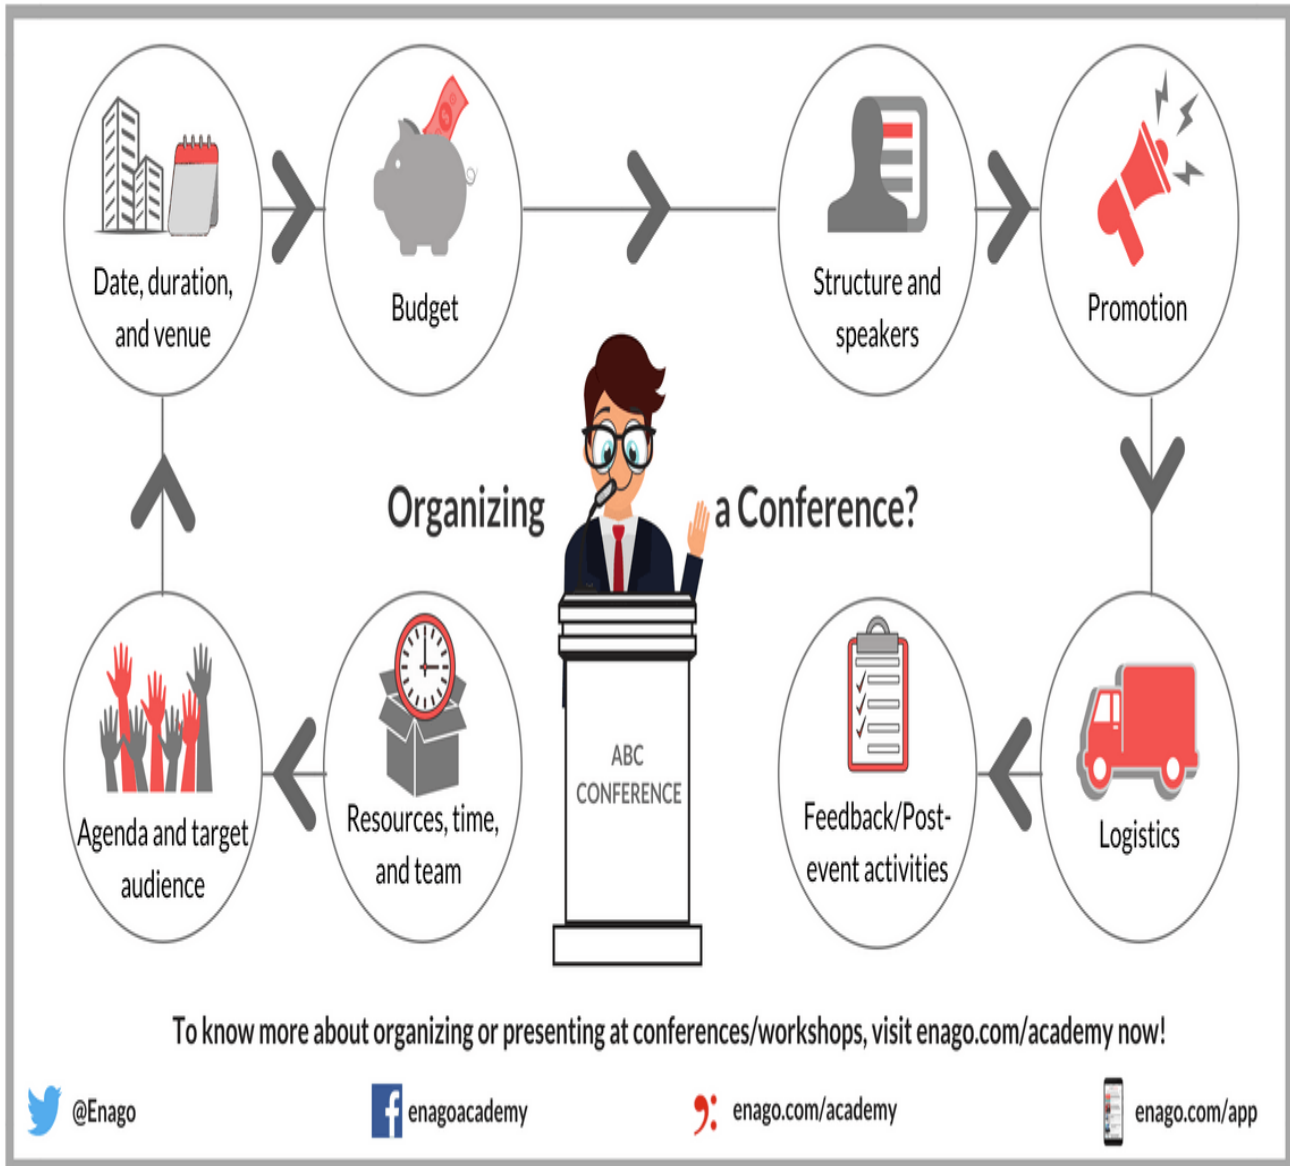 Date, duration,
and venue
Budget
Structure and
speakers
Promotion
Organizing a Conference?
ABC
CONFERENCE
Agenda and target
audience
Resources, time,
and team
Feedback/Post-
event activities
Logistics
To know more about organizing or presenting at conferences/workshops, visit enago.com/academy now!
@Enago
enagoacademy
enago.com/academy
enago.com/app